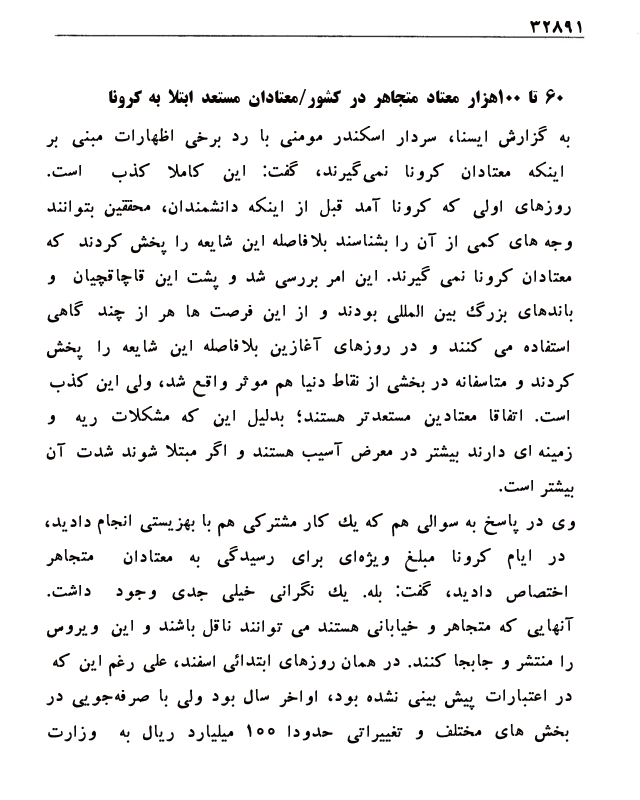 ۳۲۸۹۱
۶۰ تا ۱۰۰هزار معتاد متجاهر در کشور/معتادان مستعد ابتلا به کرونا
به گزارش ایسنا، سردار اسکندر مومنی با رد برخی اظهارات مبنی بر
اینکه معتادان کرونا نمی‌گیرند، گفت: این کاملا کذب است.
روزهای اولی که کرونا آمد قبل از اینکه دانشمندان، محققین بتوانند
وجه های کمی از آن را بشناسند بلافاصله این شایعه را پخش کردند که
معتادان کرونا نمی گیرند. این امر بررسی شد و پشت این قاچاقچیان و
باندهای بزرگ بین المللی بودند و از این فرصت ها هر از چند گاهی
استفاده می کنند و در روزهای آغازین بلافاصله این شایعه را پخش
کردند و متاسفانه در بخشی از نقاط دنیا هم موثر واقع شد، ولی این کذب
است. اتفاقا معتادین مستعدتر هستند؛ بدلیل این که مشکلات ریه و
زمینه ای دارند بیشتر در معرض آسیب هستند و اگر مبتلا شوند شدت آن
بیشتر است.
وی در پاسخ به سوالی هم که یك کار مشترکی هم با بهزیستی انجام دادید،
در ایام کرونا مبلغ ویژه‌ای برای رسیدگی به معتادان متجاهر
اختصاص دادید، گفت: بله. یك نگرانی خیلی جدی وجود داشت.
آنهایی که متجاهر و خیابانی هستند می توانند ناقل باشند و این ویروس
را منتشر و جابجا کنند. در همان روزهای ابتدائی اسفند، علی رغم این که
در اعتبارات پیش بینی نشده بود، اواخر سال بود ولی با صرفه‌جویی در
بخش های مختلف و تغییراتی حدودا ۱۰۰ میلیارد ریال به وزارت